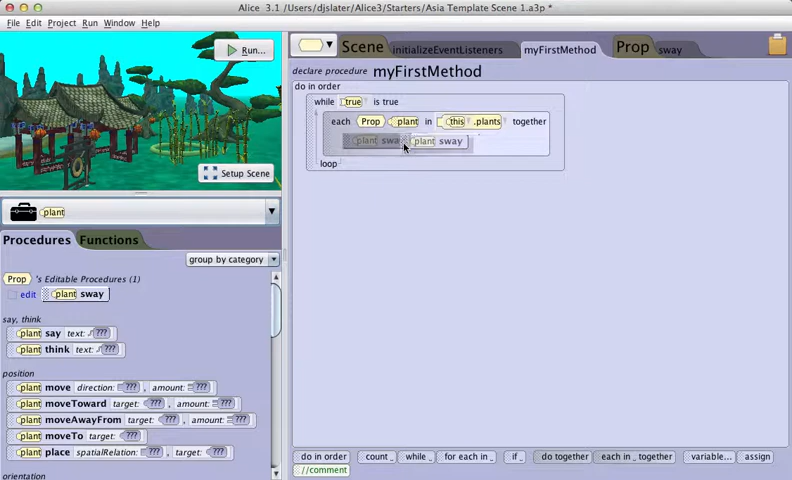 Alice 3.1 /Users/djslater/Alice3/Starters/Asia Template Scene 1.a3p *
File Edit Project Run Window Help
Run...
Setup Scene
Scene initializeEventListeners myFirstMethod Prop sway
declare procedure myFirstMethod
do in order
while true is true
each Prop plant in this .plants together
plant sway plant sway
loop
plant
Procedures Functions
group by category
Prop 's Editable Procedures (1)
edit plant sway
say, think
plant say text: ???
plant think text: ???
position
plant move direction: ??? , amount: ???
plant moveToward target: ??? , amount: ???
plant moveAwayFrom target: ??? , amount: ???
plant moveTo target: ???
plant place spatialRelation: ??? , target: ???
orientation
do in order count _ while _ for each in _ if _ do together each in _ together variable... assign
//comment